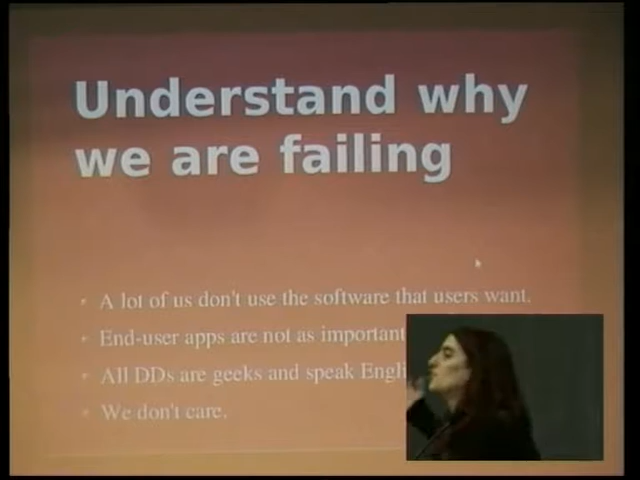 Understand why
we are failing
• A lot of us don't use the software that users want.
• End-user apps are not as important
• All DDs are geeks and speak
• We don't care.